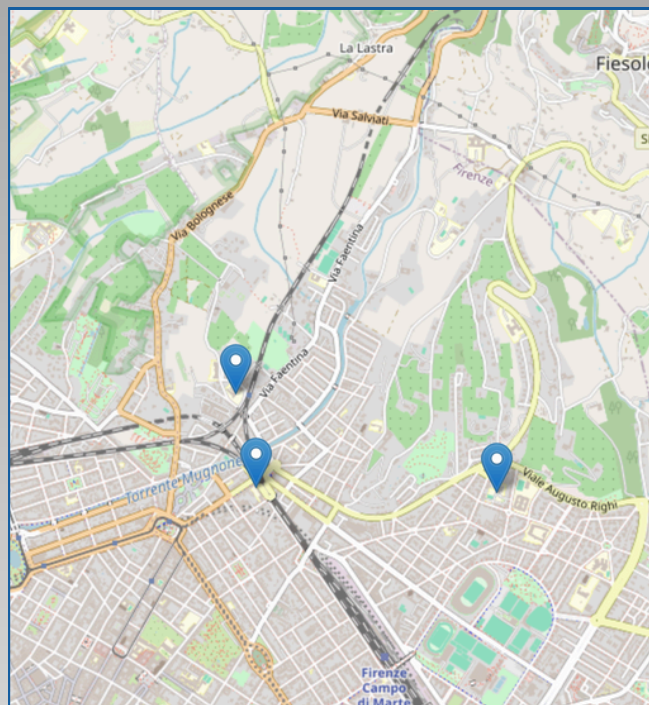 La Lastra
Fiesol
Via Salviati
S
Firenze
Via Bolognese
Via Faentina
Via Faentina
Torrente Mugnone
Viale Augusto Righi
Firenze
Campo
di Marte